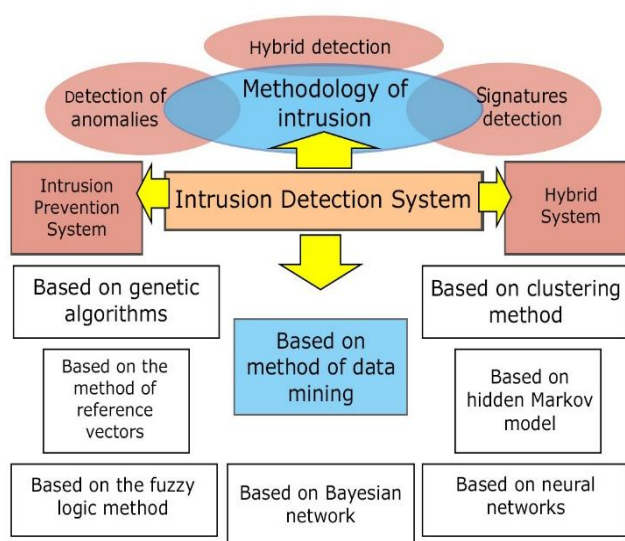 Hybrid detection
Detection of
anomalies
Methodology of
intrusion
Signatures
detection
Intrusion
Prevention
System
Intrusion Detection System
Hybrid
System
Based on genetic
algorithms
Based on clustering
method
Based on
method of data
mining
Based on the
method of
reference
vectors
Based on
hidden Markov
model
Based on the fuzzy
logic method
Based on Bayesian
network
Based on neural
networks